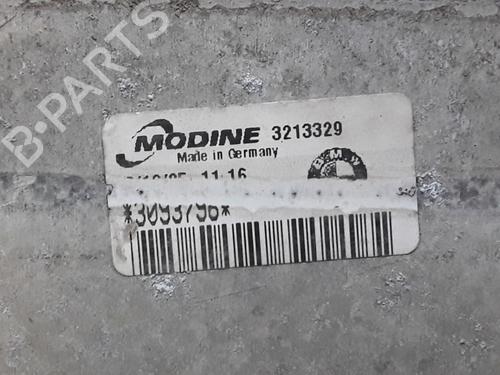 B-PARTS
MODINE 3213329
Made in Germany
11:16
BMW
*3093796*